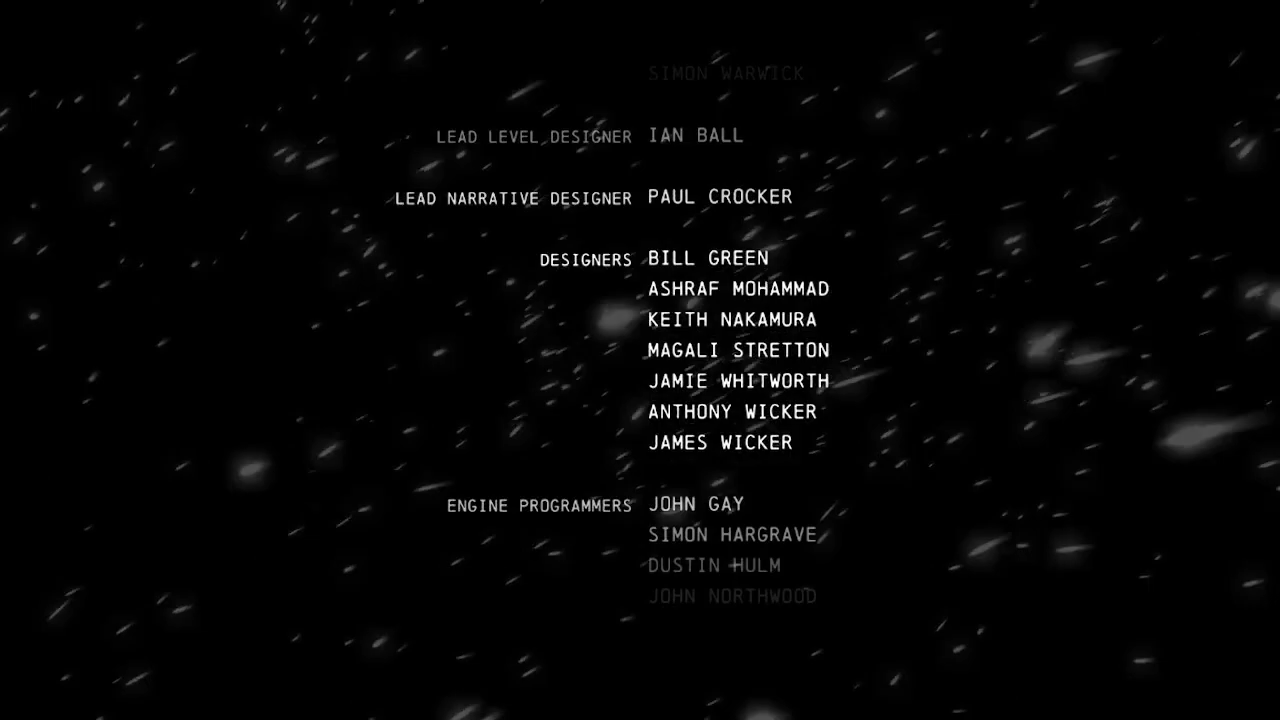 SIMON WARWICK
LEAD LEVEL DESIGNER IAN BALL
LEAD NARRATIVE DESIGNER PAUL CROCKER
DESIGNERS BILL GREEN
ASHRAF MOHAMMAD
KEITH NAKAMURA
MAGALI STRETTON
JAMIE WHITWORTH
ANTHONY WICKER
JAMES WICKER
ENGINE PROGRAMMERS JOHN GAY
SIMON HARGRAVE
DUSTIN HULM
JOHN NORTHWOOD